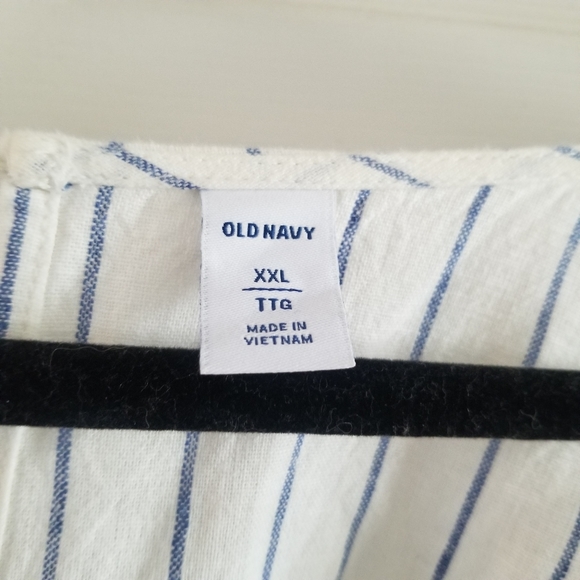 OLD NAVY
XXL
TTG
MADE IN
VIETNAM